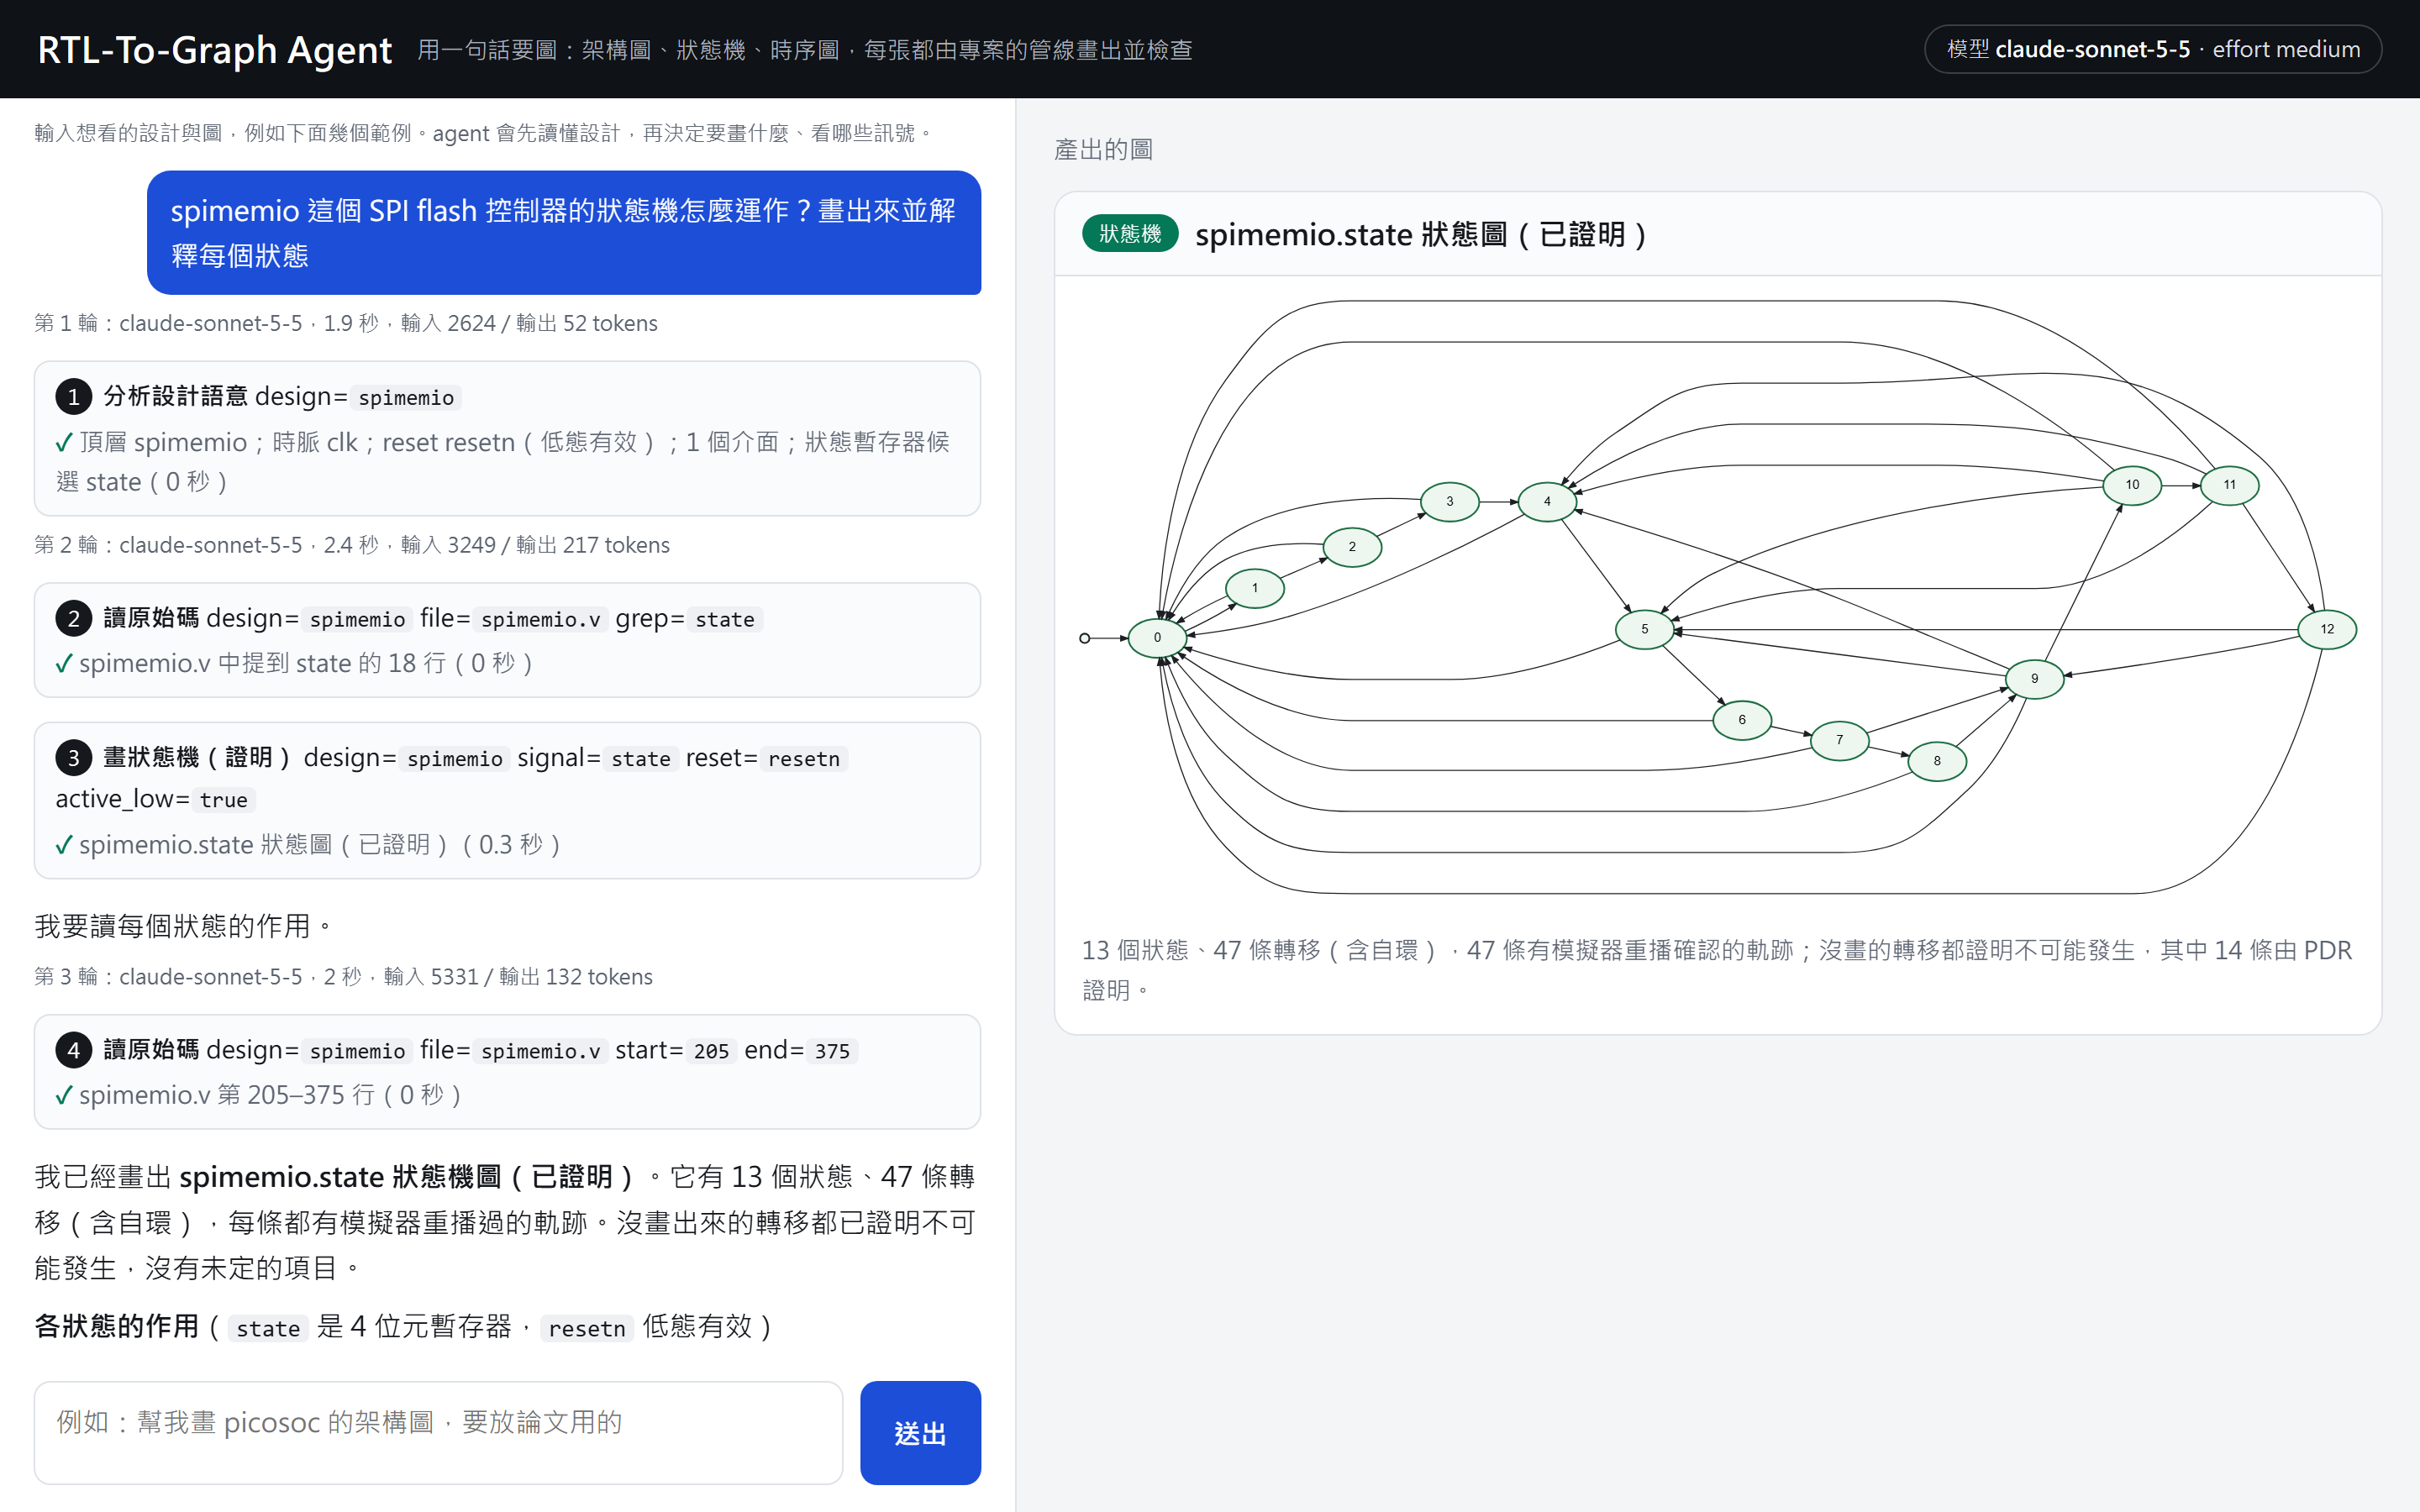 RTL-To-Graph Agent
用一句話要圖：架構圖、狀態機、時序圖，每張都由專案的管線畫出並檢查
模型 claude-sonnet-5-5 · effort medium
輸入想看的設計與圖，例如下面幾個範例。agent 會先讀懂設計，再決定要畫什麼、看哪些訊號。
spimemio 這個 SPI flash 控制器的狀態機怎麼運作？畫出來並解
釋每個狀態
第 1 輪：claude-sonnet-5-5，1.9 秒，輸入 2624 / 輸出 52 tokens
1 分析設計語意 design=spimemio
✓ 頂層 spimemio；時脈 clk；reset resetn（低態有效）；1 個介面；狀態暫存器候
選 state（0 秒）
第 2 輪：claude-sonnet-5-5，2.4 秒，輸入 3249 / 輸出 217 tokens
2 讀原始碼 design=spimemio file=spimemio.v grep=state
✓ spimemio.v 中提到 state 的 18 行（0 秒）
3 畫狀態機（證明） design=spimemio signal=state reset=resetn
active_low=true
✓ spimemio.state 狀態圖（已證明）（0.3 秒）
我要讀每個狀態的作用。
第 3 輪：claude-sonnet-5-5，2 秒，輸入 5331 / 輸出 132 tokens
4 讀原始碼 design=spimemio file=spimemio.v start=205 end=375
✓ spimemio.v 第 205–375 行（0 秒）
我已經畫出 spimemio.state 狀態機圖（已證明）。它有 13 個狀態、47 條轉
移（含自環），每條都有模擬器重播過的軌跡。沒畫出來的轉移都已證明不可
能發生，沒有未定的項目。
各狀態的作用（state 是 4 位元暫存器，resetn 低態有效）
例如：幫我畫 picosoc 的架構圖，要放論文用的
送出
產出的圖
狀態機 spimemio.state 狀態圖（已證明）
0
1
2
3
4
5
6
7
8
9
10
11
12
13 個狀態、47 條轉移（含自環），47 條有模擬器重播確認的軌跡；沒畫的轉移都證明不可能發生，其中 14 條由 PDR
證明。